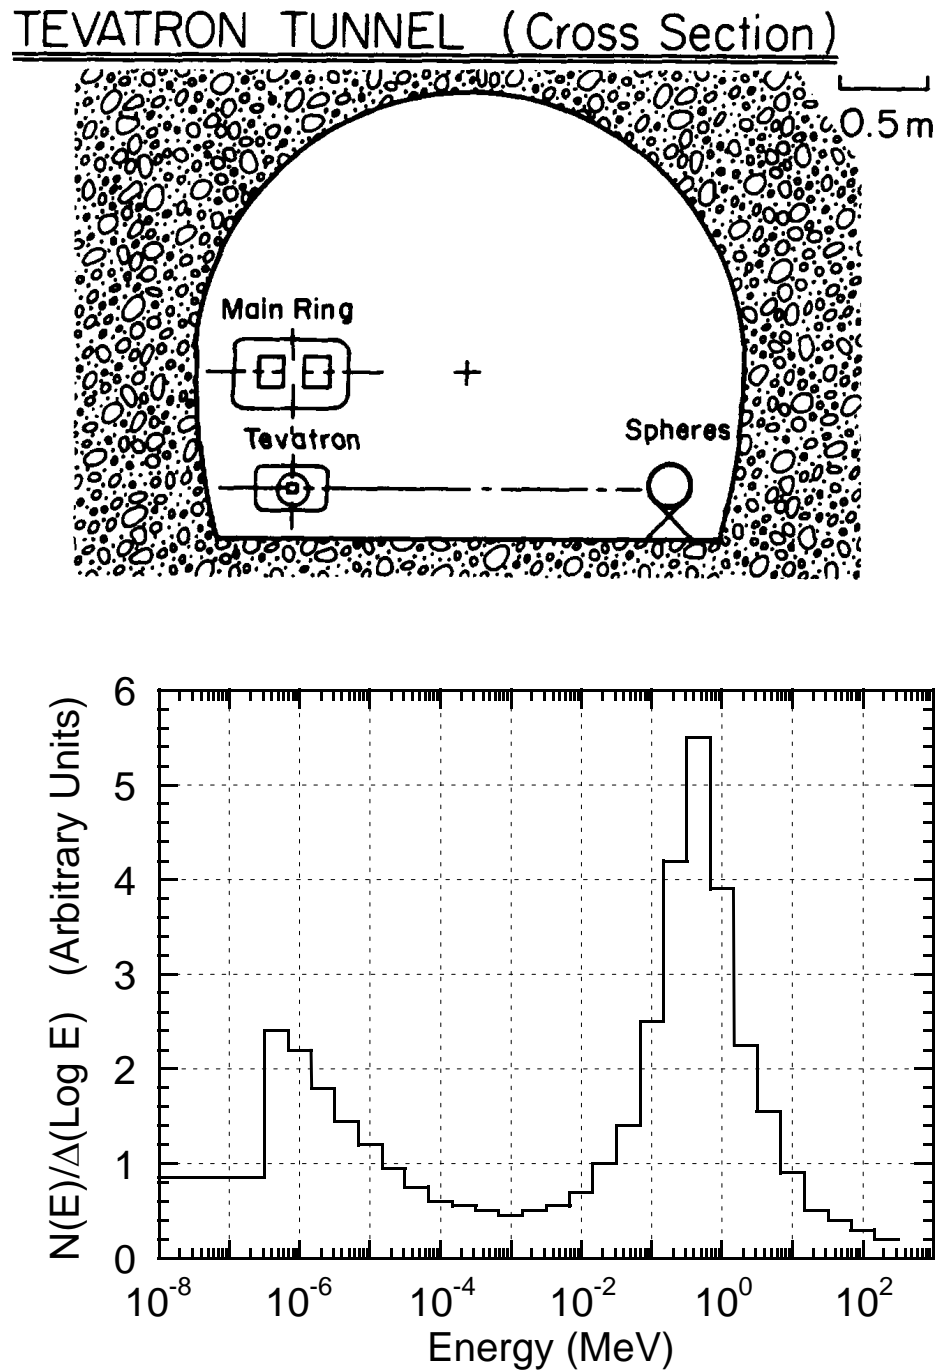 TEVATRON TUNNEL (Cross Section)
0.5 m
Main Ring
Tevatron
Spheres
N(E)/Δ(Log E) (Arbitrary Units)
6
5
4
3
2
1
0
10^-8 10^-6 10^-4 10^-2 10^0 10^2
Energy (MeV)